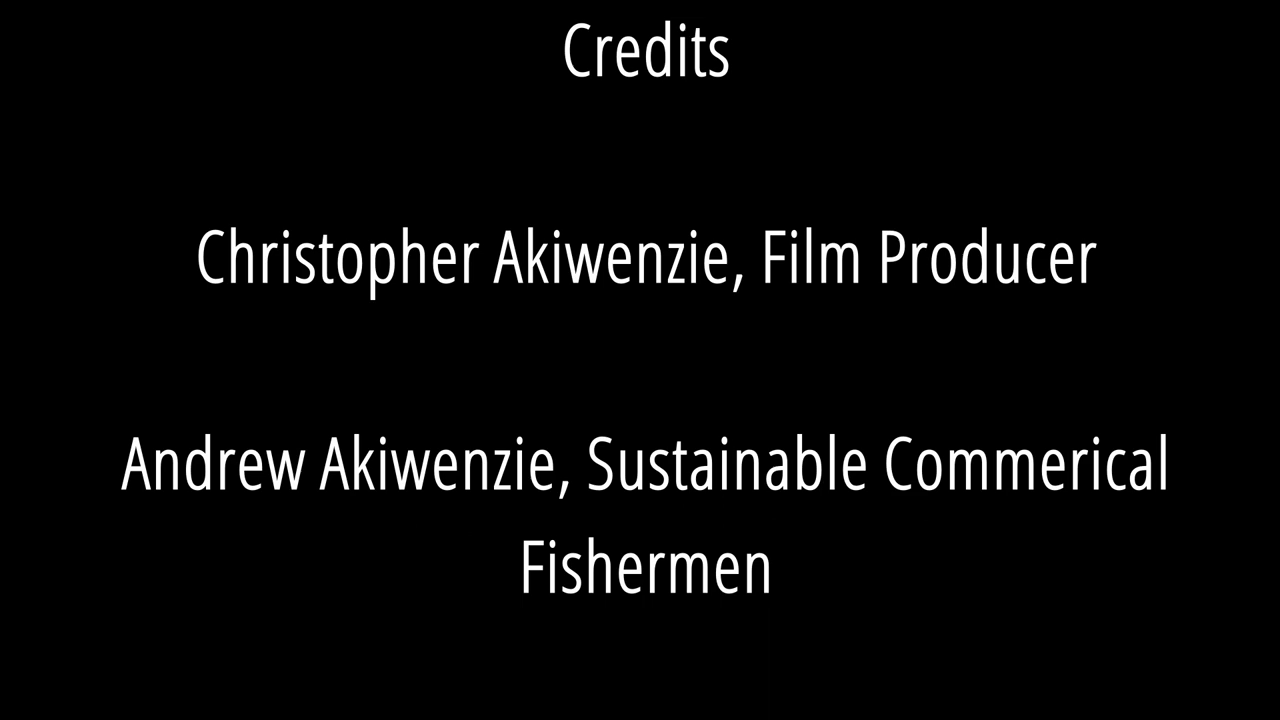 Credits
Christopher Akiwenzie, Film Producer
Andrew Akiwenzie, Sustainable Commerical
Fishermen